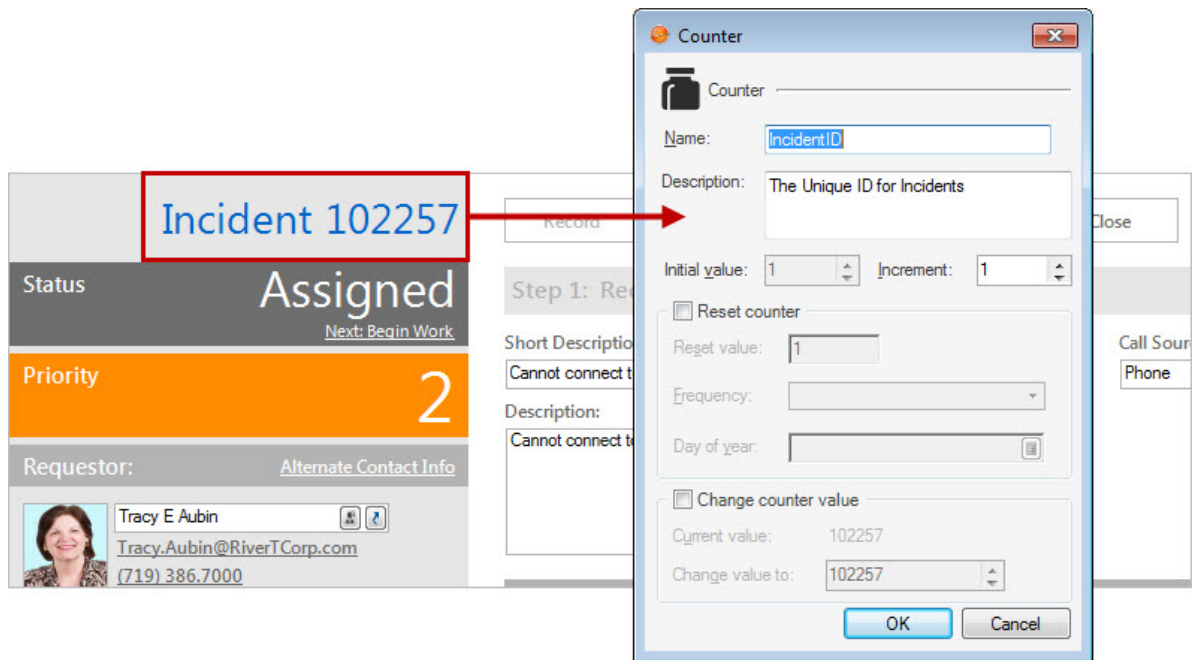 Incident 102257
Status
Assigned
Next: Begin Work
Priority
2
Requestor:
Alternate Contact Info
Tracy E Aubin
Tracy.Aubin@RiverTCorp.com
(719) 386.7000
Record
Close
Step 1:
Short
Cannot connect
Description:
Cannot connect
Call
Phone
Counter
Counter
Name: IncidentID
Description: The Unique ID for Incidents
Initial value: 1 Increment: 1
Reset counter
Reset value: 1
Frequency:
Day of year:
Change counter value
Current value: 102257
Change value to: 102257
OK Cancel